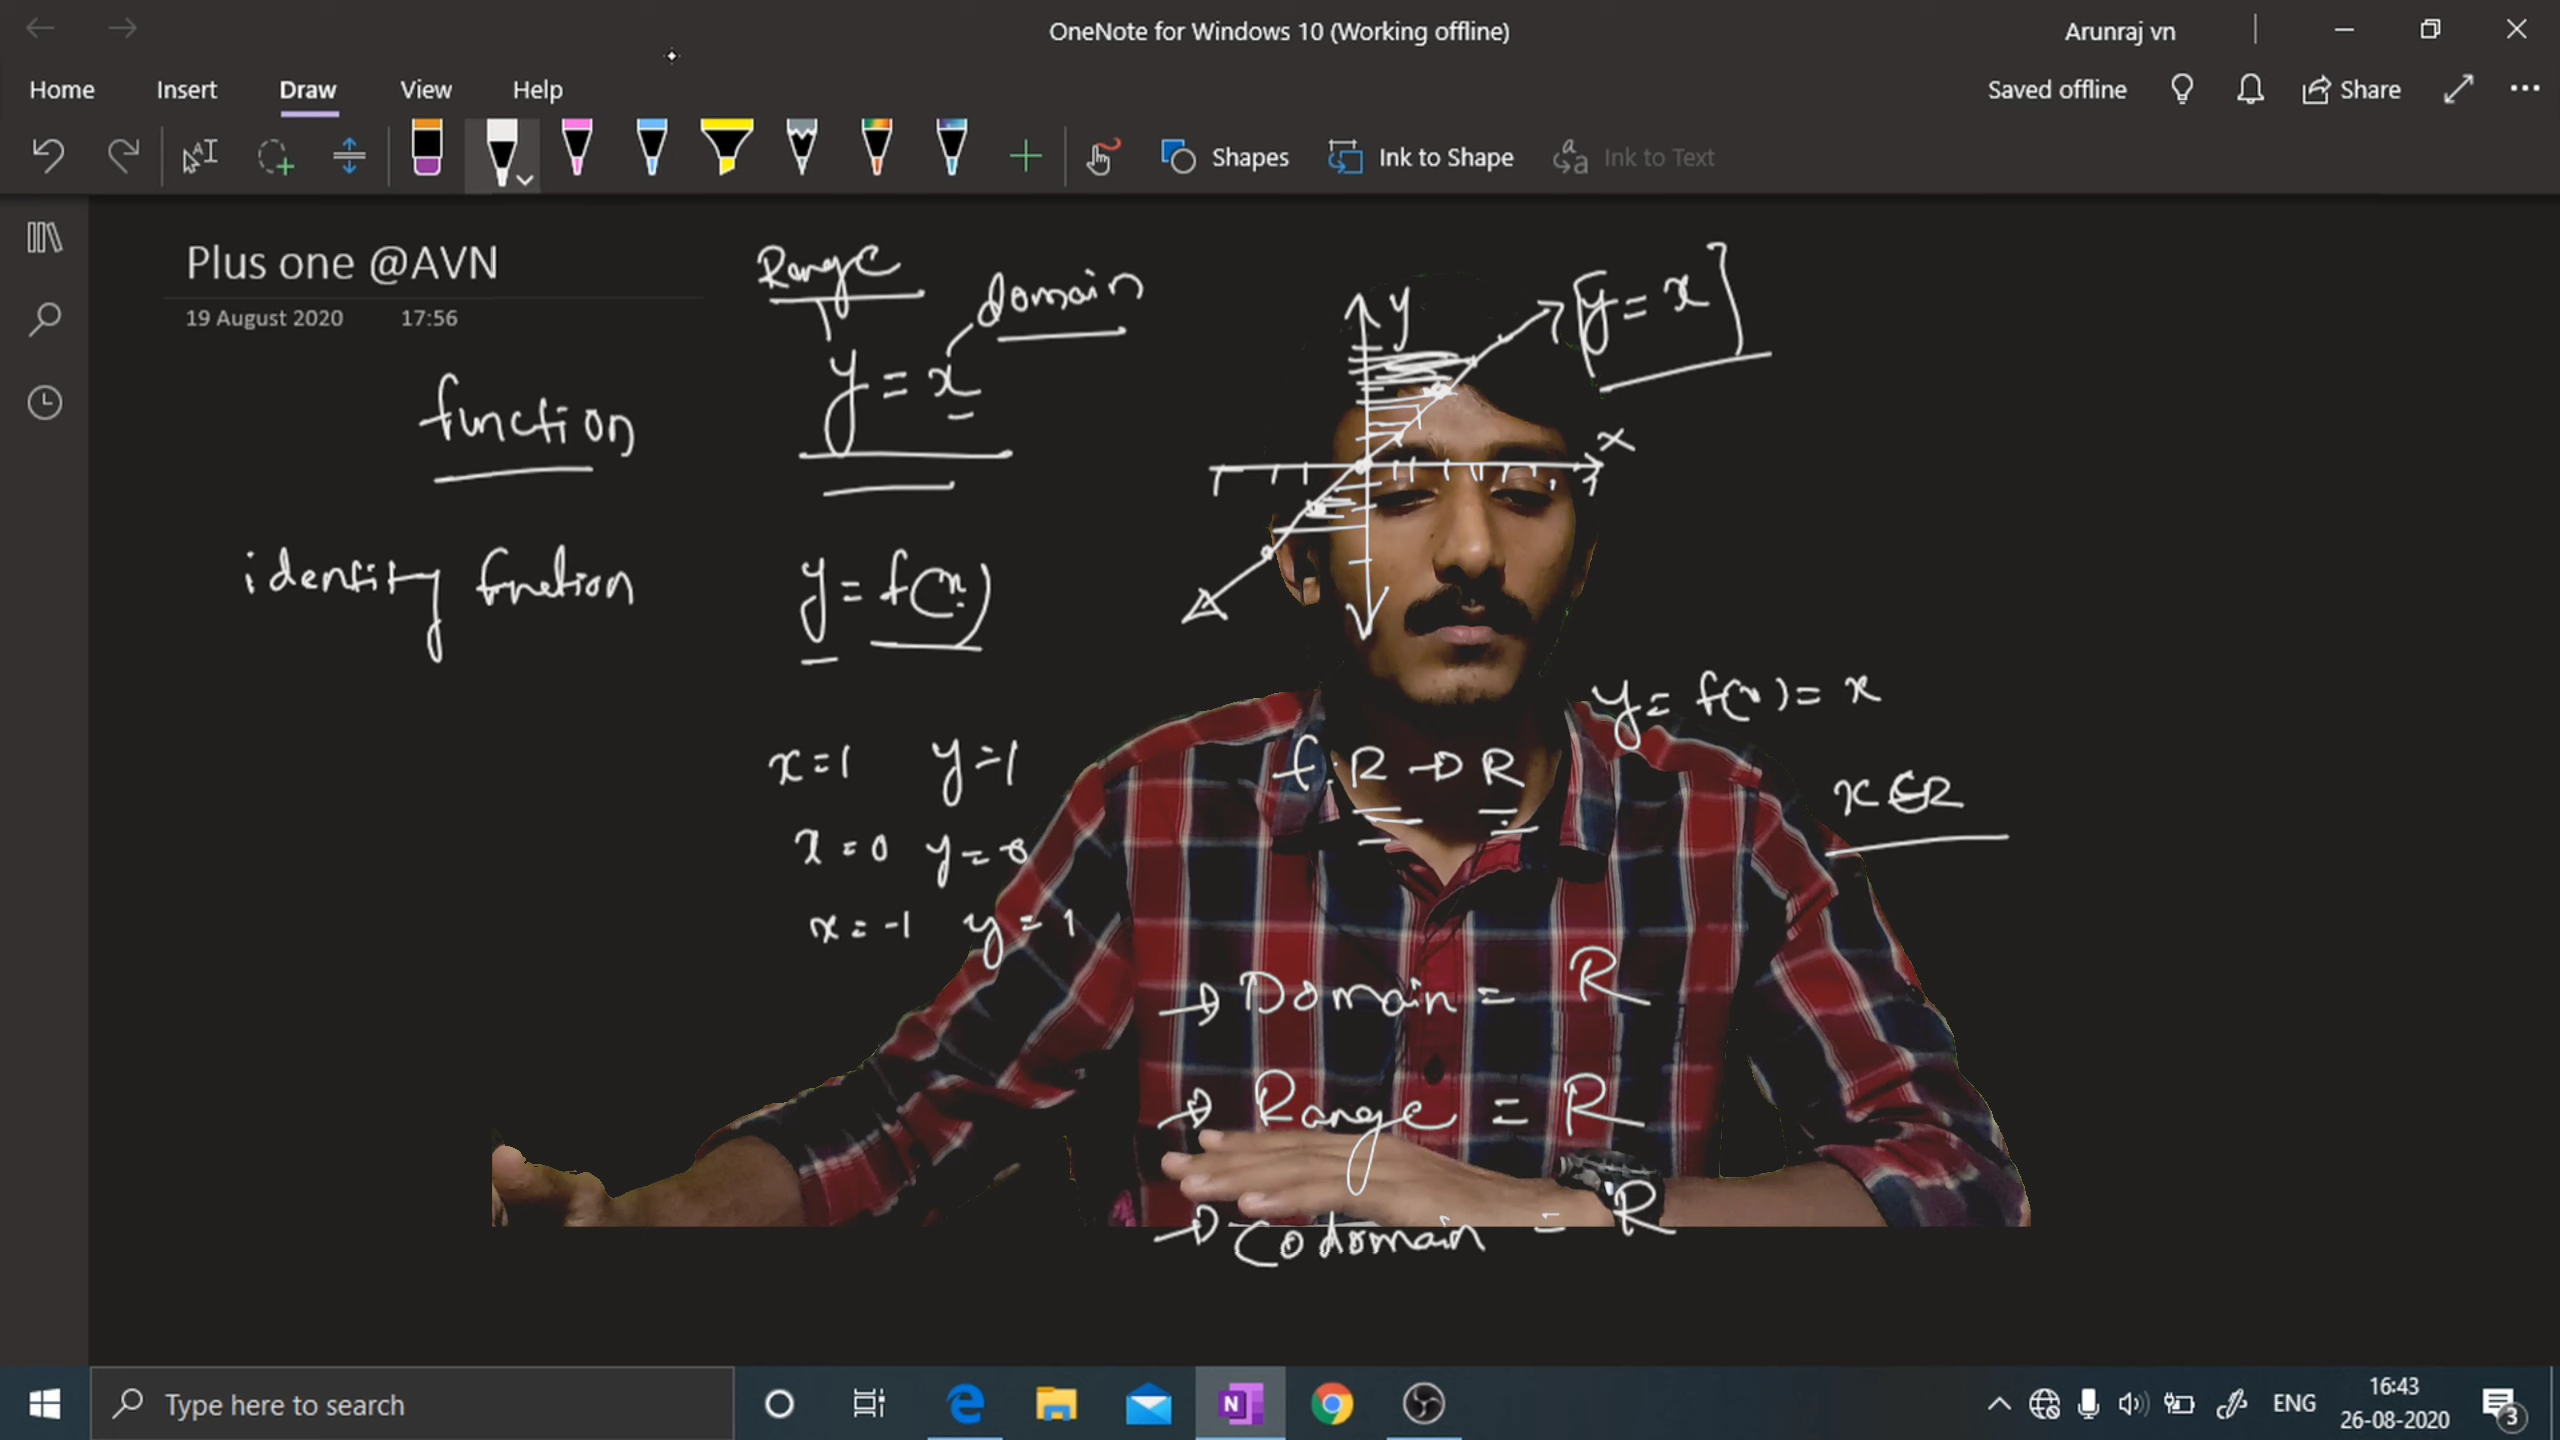 OneNote for Windows 10 (Working offline)
Arunraj vn
Home Insert Draw View Help
Saved offline
Share
Shapes
Ink to Shape
Ink to Text
Plus one @AVN
19 August 2020 17:56
Range
domain
y = x
function
identity function
y = f(x)
y
x
y = x
x = 1 y = 1
x = 0 y = 0
x = -1 y = 1
y = f(x) = x
f: R → R
x ∈ R
→ Domain = R
→ Range = R
→ Codomain = R
Type here to search
ENG
16:43
26-08-2020
3